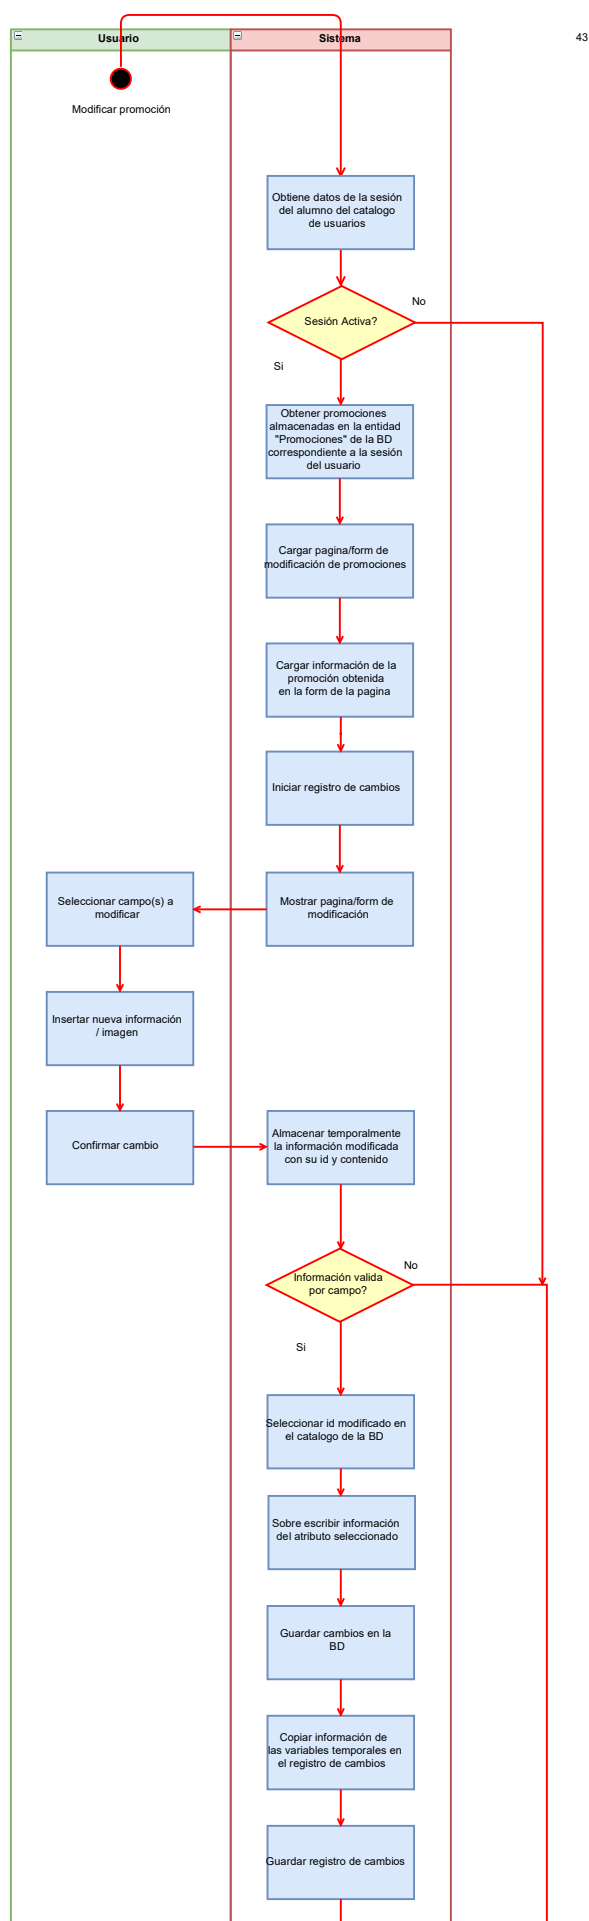 Usuario
Sistema
43
Modificar promoción
Obtiene datos de la sesión
del alumno del catalogo
de usuarios
No
Sesión Activa?
Si
Obtener promociones
almacenadas en la entidad
"Promociones" de la BD
correspondiente a la sesión
del usuario
Cargar pagina/form de
modificación de promociones
Cargar información de la
promoción obtenida
en la form de la pagina
Iniciar registro de cambios
Mostrar pagina/form de
modificación
Seleccionar campo(s) a
modificar
Insertar nueva información
/ imagen
Confirmar cambio
Almacenar temporalmente
la información modificada
con su id y contenido
No
Información valida
por campo?
Si
Seleccionar id modificado en
el catalogo de la BD
Sobre escribir información
del atributo seleccionado
Guardar cambios en la
BD
Copiar información de
las variables temporales en
el registro de cambios
Guardar registro de cambios